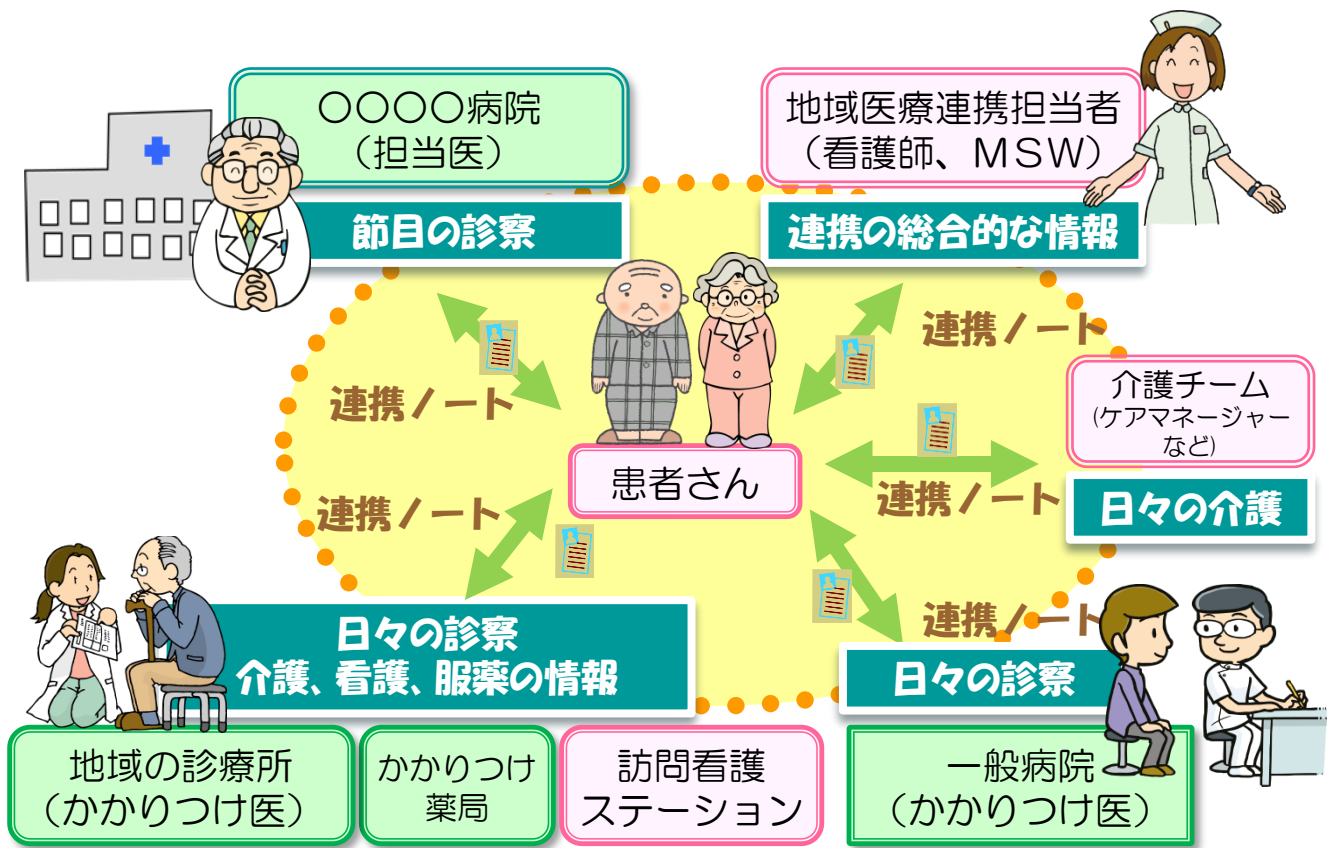 〇〇〇〇病院
（担当医）
節目の診察
地域医療連携担当者
（看護師、ＭＳＷ）
連携の総合的な情報
連携ノート
連携ノート
介護チーム
(ケアマネージャー
など)
日々の介護
患者さん
連携ノート
連携ノート
連携ノート
日々の診察
介護、看護、服薬の情報
日々の診察
地域の診療所
（かかりつけ医）
かかりつけ
薬局
訪問看護
ステーション
一般病院
（かかりつけ医）